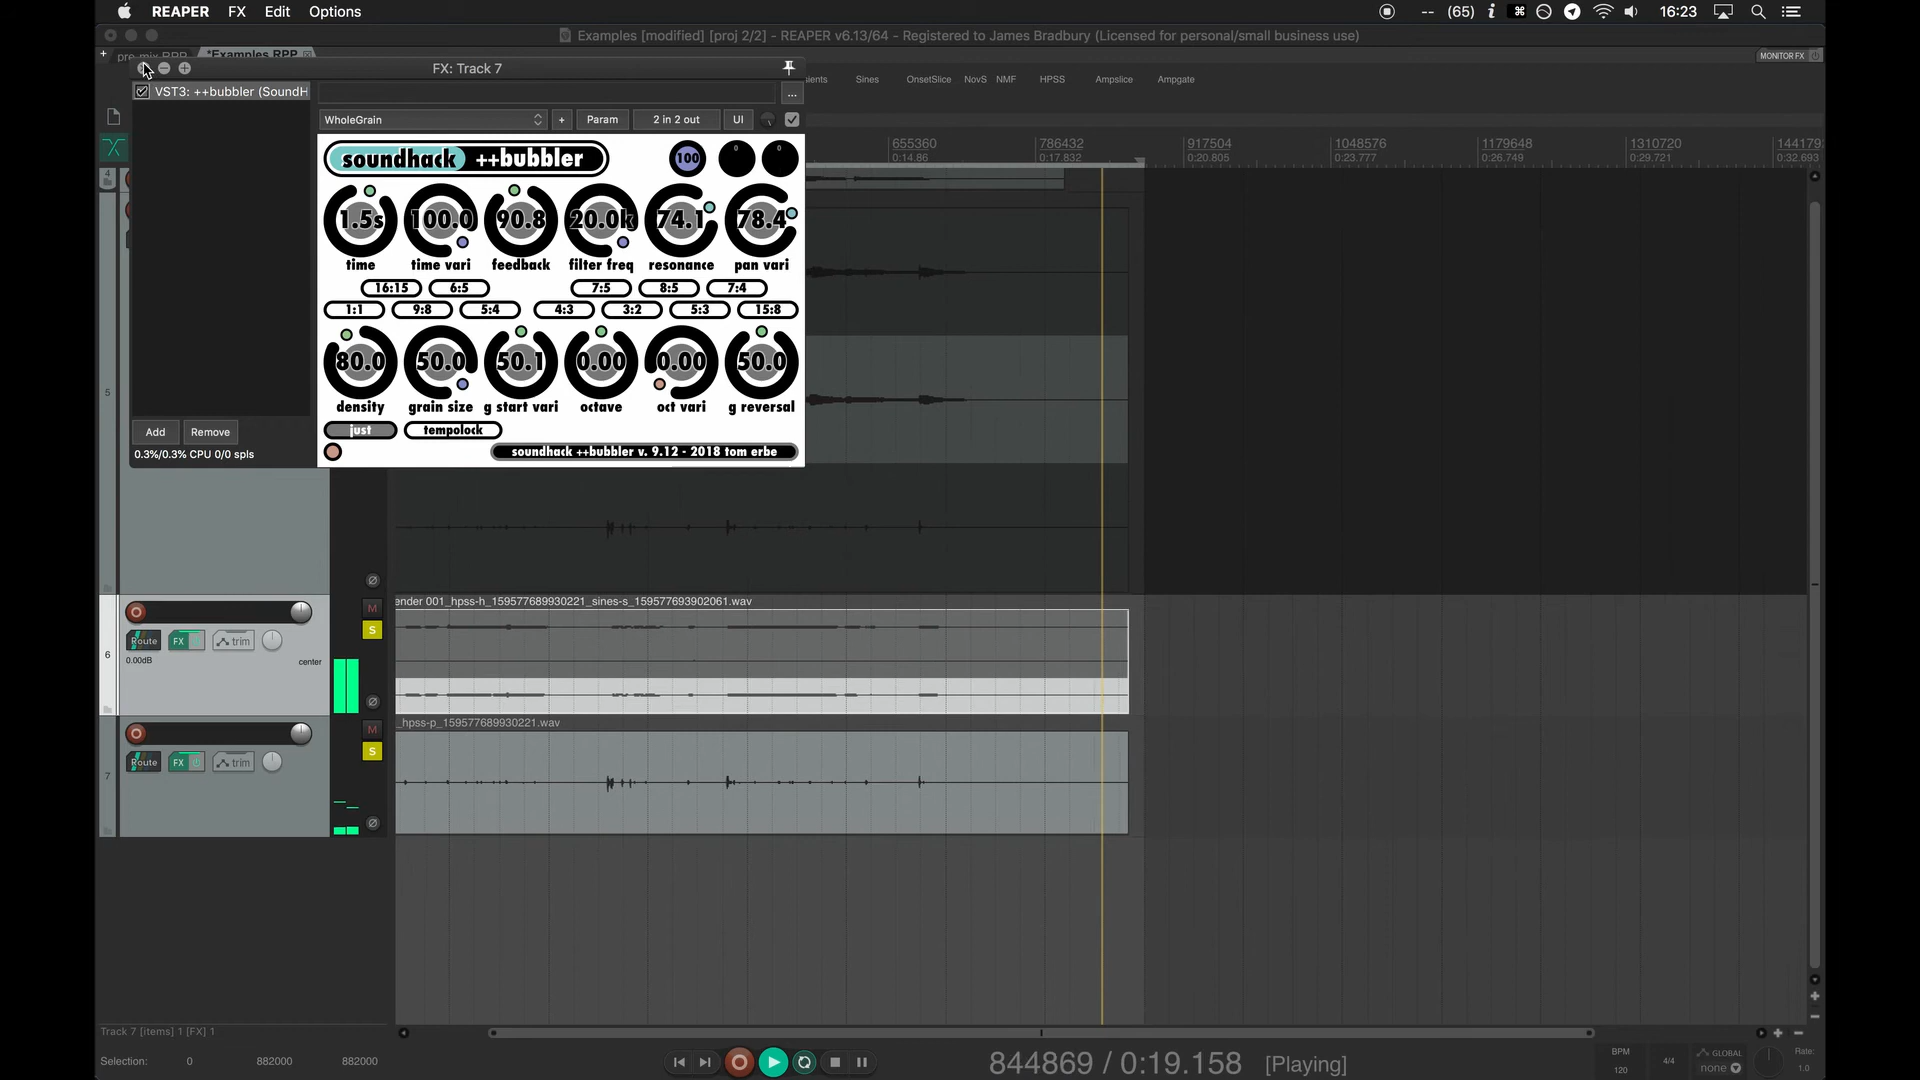 REAPER FX Edit Options
-- (65) 16:23
Examples [modified] [proj 2/2] - REAPER v6.13/64 - Registered to James Bradbury (Licensed for personal/small business use)
+ pre-mix.RPP *Examples.RPP MONITOR FX
FX: Track 7
Sines OnsetSlice NovS NMF HPSS Ampslice Ampgate
VST3: ++bubbler (SoundH
...
WholeGrain + Param 2 in 2 out UI
655360 786432 917504 1048576 1179648 1310720 144179
0:14.86 0:17.832 0:20.805 0:23.777 0:26.749 0:29.721 0:32.693
soundhack ++bubbler 100 0 0
1.5s 100.0 90.8 20.0k 74.1 78.4
time time vari feedback filter freq resonance pan vari
16:15 6:5 7:5 8:5 7:4
1:1 9:8 5:4 4:3 3:2 5:3 15:8
80.0 50.0 50.1 0.00 0.00 50.0
density grain size g start vari octave oct vari g reversal
just tempolock
soundhack ++bubbler v. 9.12 - 2018 tom erbe
Add Remove
0.3%/0.3% CPU 0/0 spls
4
5
ender 001_hpss-h_159577689930221_sines-s_159577693902061.wav
M
S
Route FX trim
0.00dB center
6
_hpss-p_159577689930221.wav
M
S
Route FX trim
7
Track 7 [items] 1 [FX] 1
Selection: 0 882000 882000
844869 / 0:19.158 [Playing]
BPM
120
4/4
GLOBAL
none
Rate:
1.0